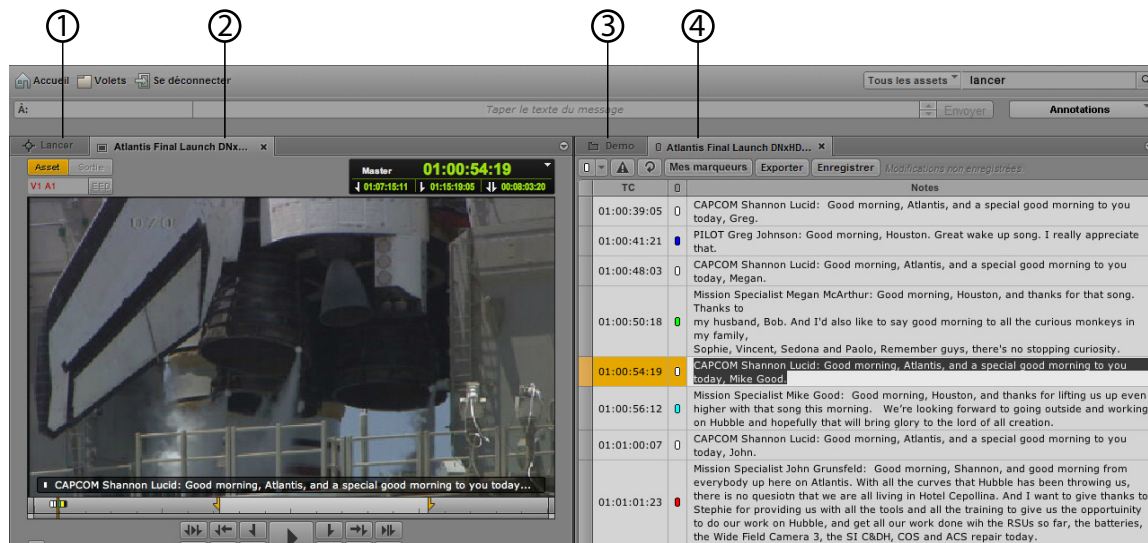 1 2 3 4
Accueil Volets Se déconnecter Tous les assets lancer
À: Taper le texte du message Envoyer Annotations
Lancer Atlantis Final Launch DNx... × Demo Atlantis Final Launch DNxHD... ×
Asset Sortie
Master 01:00:54:19
Mes marqueurs Exporter Enregistrer Modifications non enregistrées
V1 A1
01:07:15:11 01:15:19:05 00:08:03:20
TC Notes
01:00:39:05 CAPCOM Shannon Lucid: Good morning, Atlantis, and a special good morning to you
today, Greg.
01:00:41:21 PILOT Greg Johnson: Good morning, Houston. Great wake up song. I really appreciate
that.
01:00:48:03 CAPCOM Shannon Lucid: Good morning, Atlantis, and a special good morning to you
today, Megan.
Mission Specialist Megan McArthur: Good morning, Houston, and thanks for that song.
Thanks to
01:00:50:18 my husband, Bob. And I'd also like to say good morning to all the curious monkeys in
my family,
Sophie, Vincent, Sedona and Paolo, Remember guys, there's no stopping curiosity.
01:00:54:19 CAPCOM Shannon Lucid: Good morning, Atlantis, and a special good morning to you
today, Mike Good.
Mission Specialist Mike Good: Good morning, Houston, and thanks for lifting us up even
01:00:56:12 higher with that song this morning. We're looking forward to going outside and working
on Hubble and hopefully that will bring glory to the lord of all creation.
01:01:00:07 CAPCOM Shannon Lucid: Good morning, Atlantis, and a special good morning to you
today, John.
Mission Specialist John Grunsfeld: Good morning, Shannon, and good morning from
everybody up here on Atlantis. With all the curves that Hubble has been throwing us,
01:01:01:23 there is no quesiotn that we are all living in Hotel Cepollina. And I want to give thanks to
Stephie for providing us with all the tools and all the training to give us the opportuinity
to do our work on Hubble, and get all our work done wih the RSUs so far, the batteries,
the Wide Field Camera 3, the SI C&DH, COS and ACS repair today.
CAPCOM Shannon Lucid: Good morning, Atlantis, and a special good morning to you today...